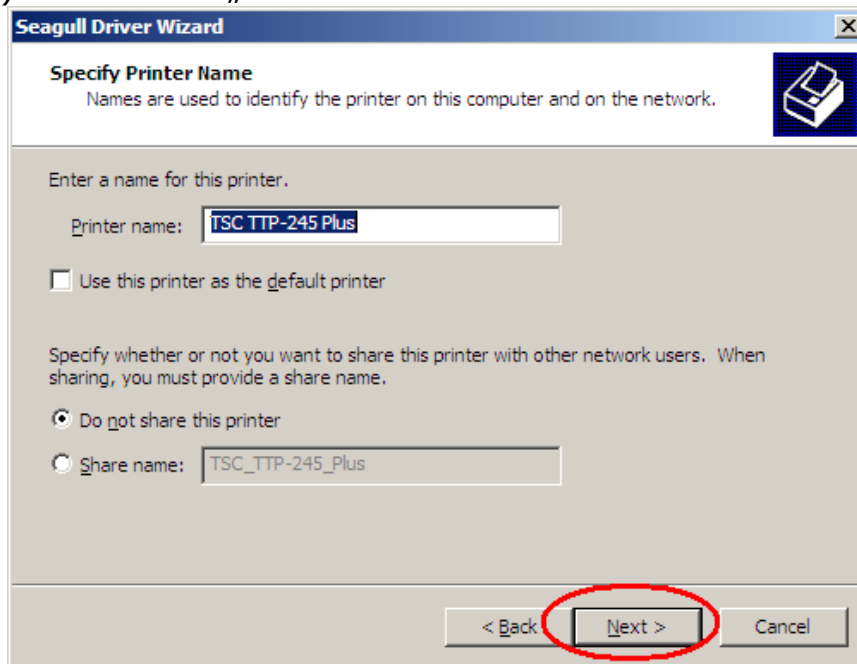 Seagull Driver Wizard
Specify Printer Name
Names are used to identify the printer on this computer and on the network.
Enter a name for this printer.
Printer name: TSC TTP-245 Plus
Use this printer as the default printer
Specify whether or not you want to share this printer with other network users. When
sharing, you must provide a share name.
Do not share this printer
Share name: TSC_TTP-245_Plus
< Back Next > Cancel